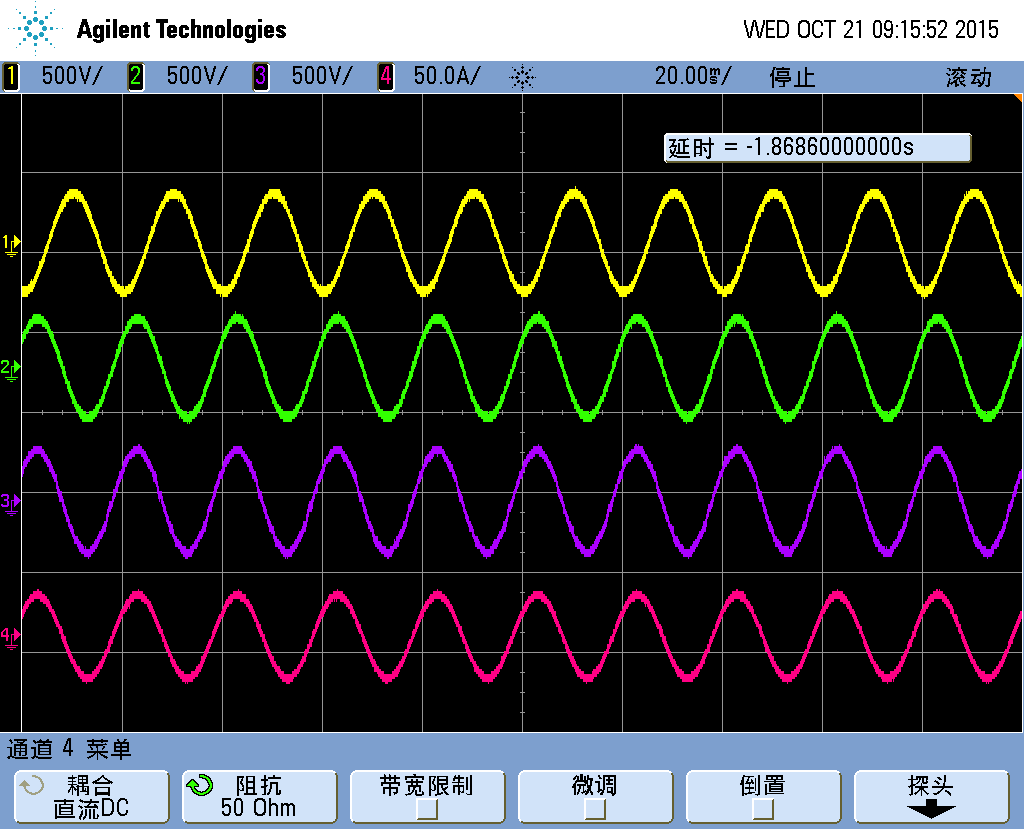 Agilent Technologies
WED OCT 21 09:15:52 2015
1 500V/ 2 500V/ 3 500V/ 4 50.0A/ 20.00ms/ 停止 滚动
延时 = -1.86860000000s
1
2
3
4
通道 4 菜单
耦合
直流DC
阻抗
50 Ohm
带宽限制
微调
倒置
探头